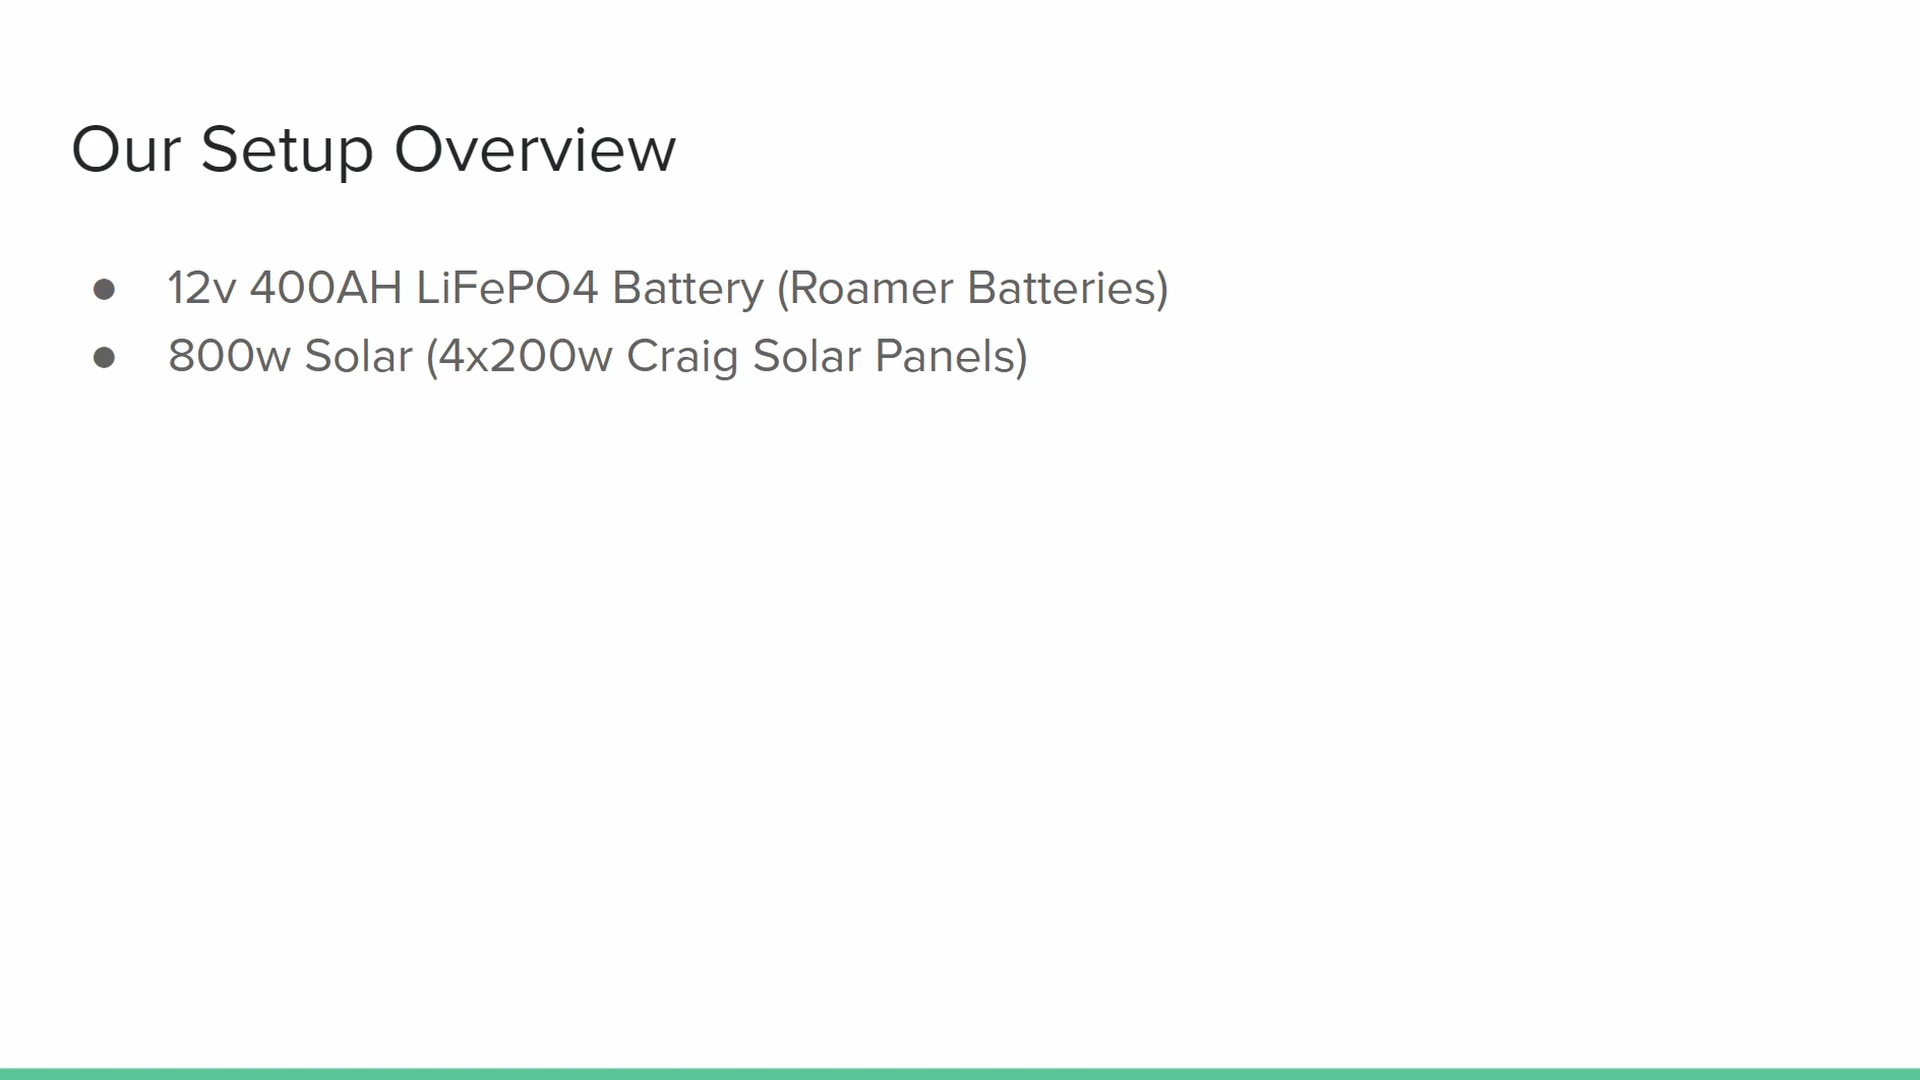 Our Setup Overview
● 12v 400AH LiFePO4 Battery (Roamer Batteries)
● 800w Solar (4x200w Craig Solar Panels)